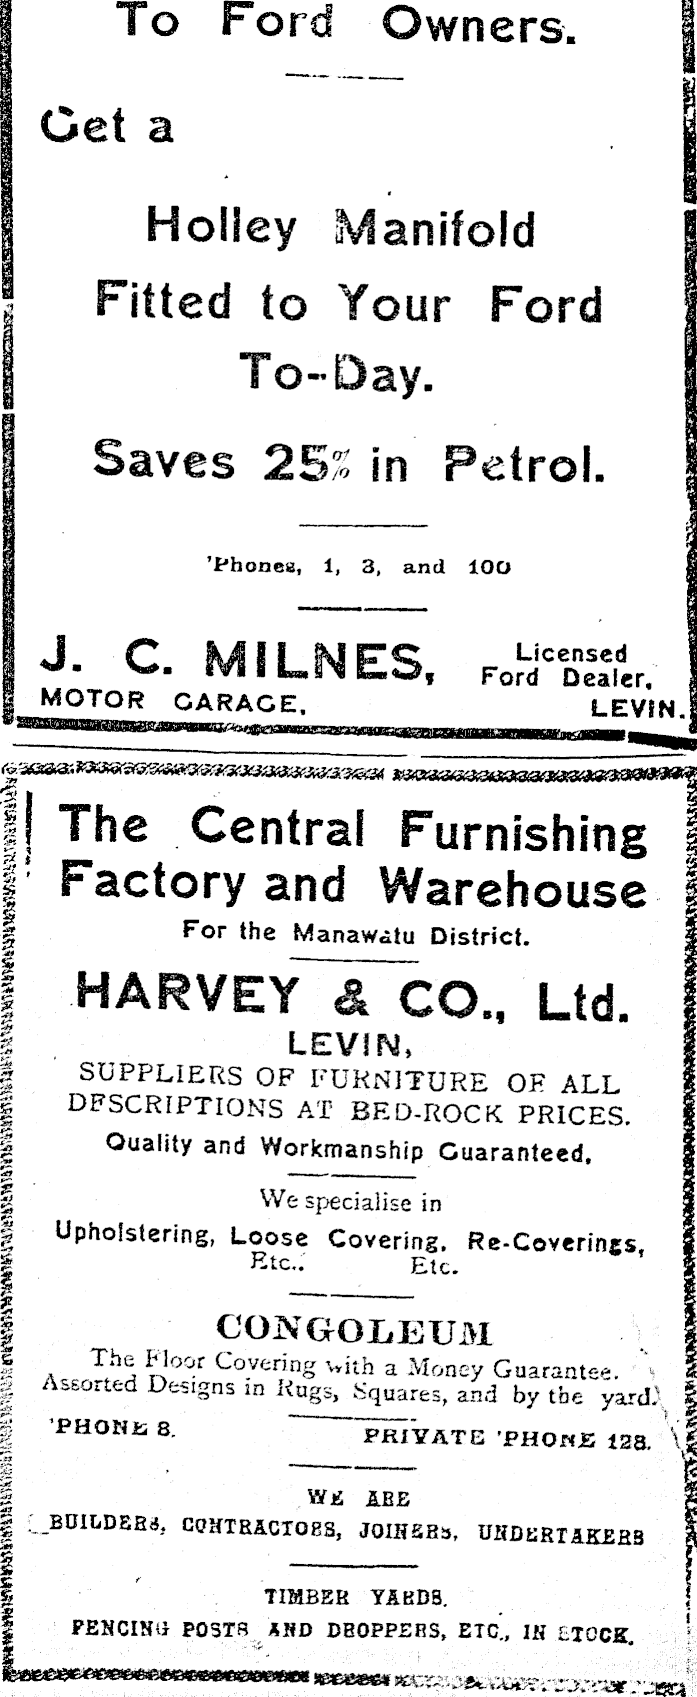 To Ford Owners.
Get a
Holley Manifold
Fitted to Your Ford
To-Day.
Saves 25% in Petrol.
'Phones, 1, 3, and 100
J. C. MILNES, Licensed
Ford Dealer,
MOTOR GARAGE, LEVIN.
The Central Furnishing
Factory and Warehouse
For the Manawatu District.
HARVEY & CO., Ltd.
LEVIN,
SUPPLIERS OF FURNITURE OF ALL
DESCRIPTIONS AT BED-ROCK PRICES.
Quality and Workmanship Guaranteed,
We specialise in
Upholstering, Loose Covering, Re-Coverings,
Etc., Etc.
CONGOLEUM
The Floor Covering with a Money Guarantee.
Assorted Designs in Rugs, Squares, and by the yard.
'PHONE 8. PRIVATE 'PHONE 128.
WE ARE
BUILDERS, CONTRACTORS, JOINERS, UNDERTAKERS
TIMBER YARDS.
FENCING POSTS AND DROPPERS, ETC., IN STOCK.